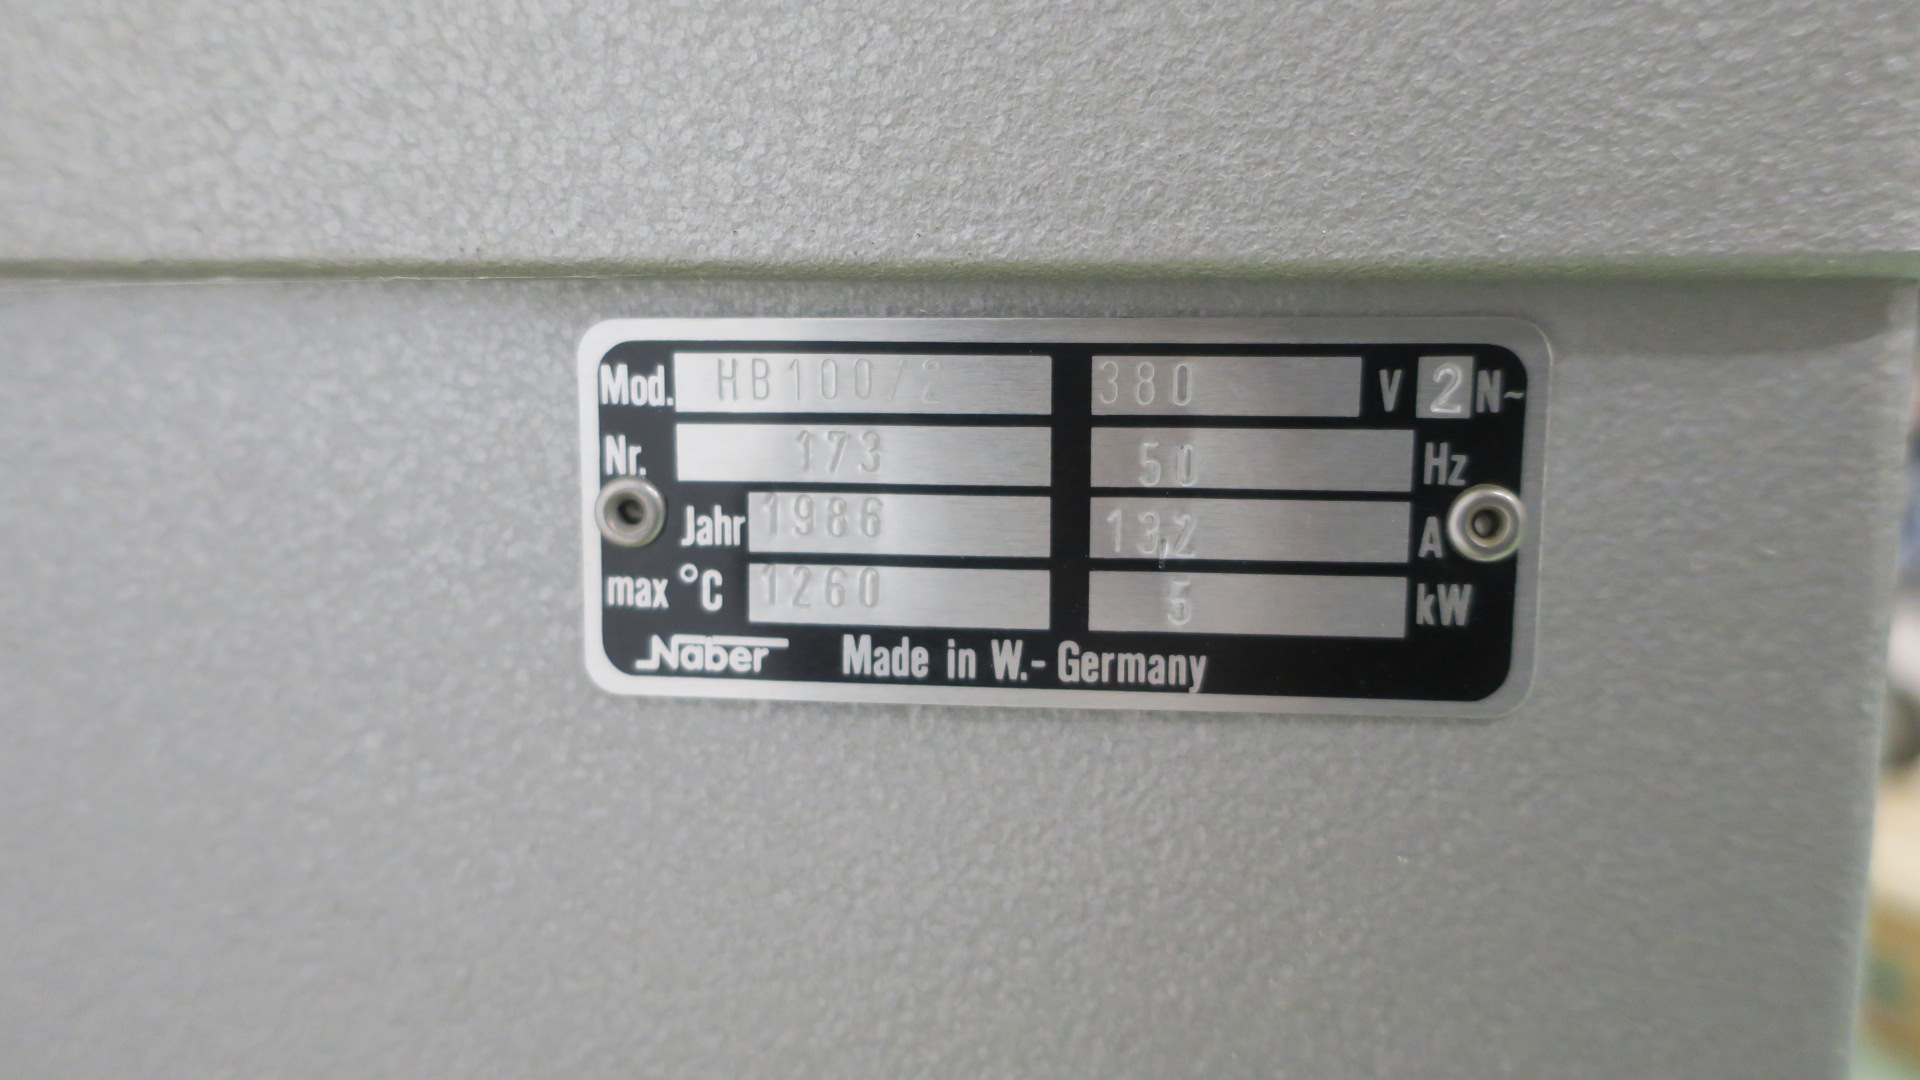 Mod. HB100/2 380 V 2 N~
Nr. 173 50 Hz
Jahr 1986 13,2 A
max °C 1260 5 kW
Naber Made in W.- Germany